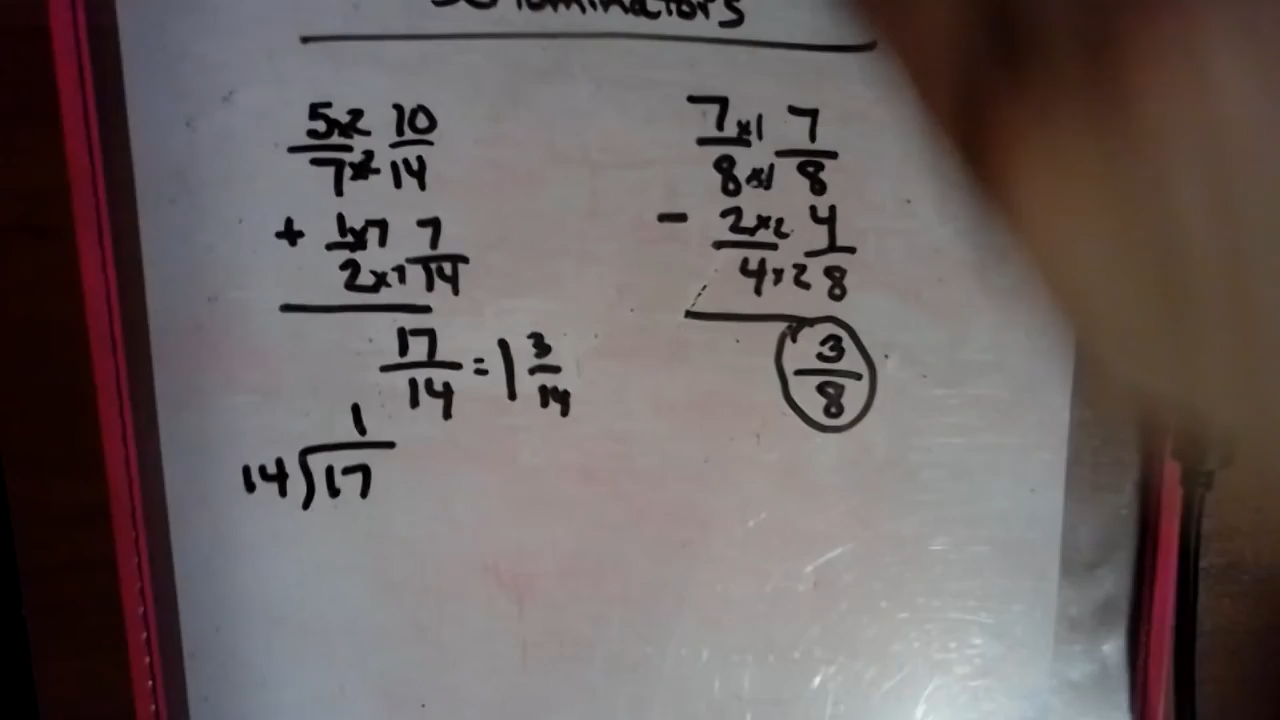 5x2 10
7x2 14
+ 1x7 7
2x7 14
17
14
= 1 3
14
1
14 17
7x1 7
8x1 8
- 2x2 4
4x2 8
3
8